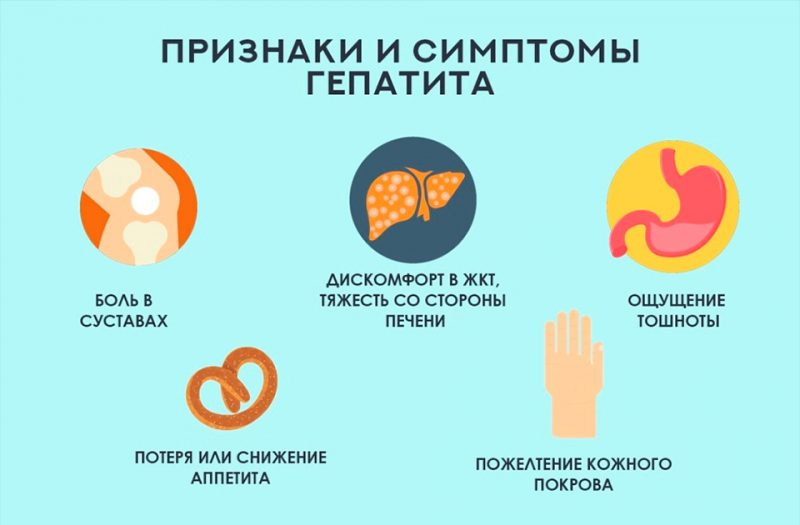 ПРИЗНАКИ И СИМПТОМЫ
ГЕПАТИТА
БОЛЬ В
СУСТАВАХ
ДИСКОМФОРТ В ЖКТ,
ТЯЖЕСТЬ СО СТОРОНЫ
ПЕЧЕНИ
ОЩУЩЕНИЕ
ТОШНОТЫ
ПОТЕРЯ ИЛИ СНИЖЕНИЕ
АППЕТИТА
ПОЖЕЛТЕНИЕ КОЖНОГО
ПОКРОВА